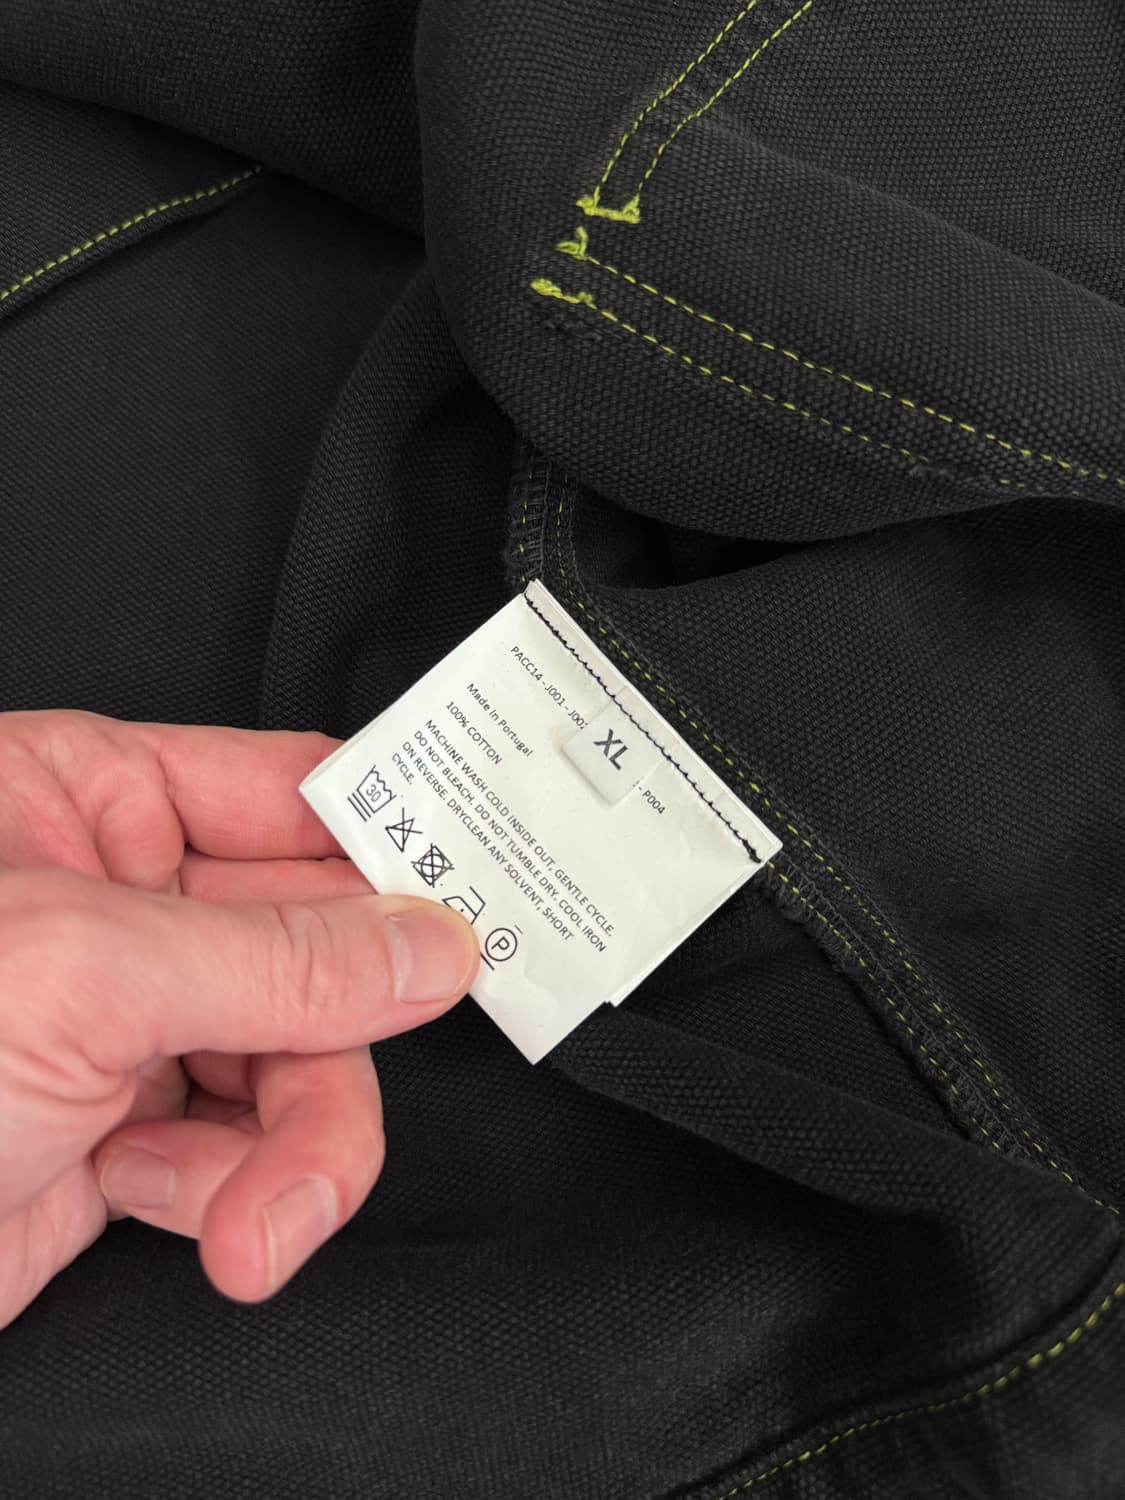 PACC14 - J001 - J00
- P004
XL
Made in Portugal
100% COTTON
MACHINE WASH COLD INSIDE OUT, GENTLE CYCLE.
DO NOT BLEACH. DO NOT TUMBLE DRY. COOL IRON
ON REVERSE. DRYCLEAN ANY SOLVENT, SHORT
CYCLE.
30
P